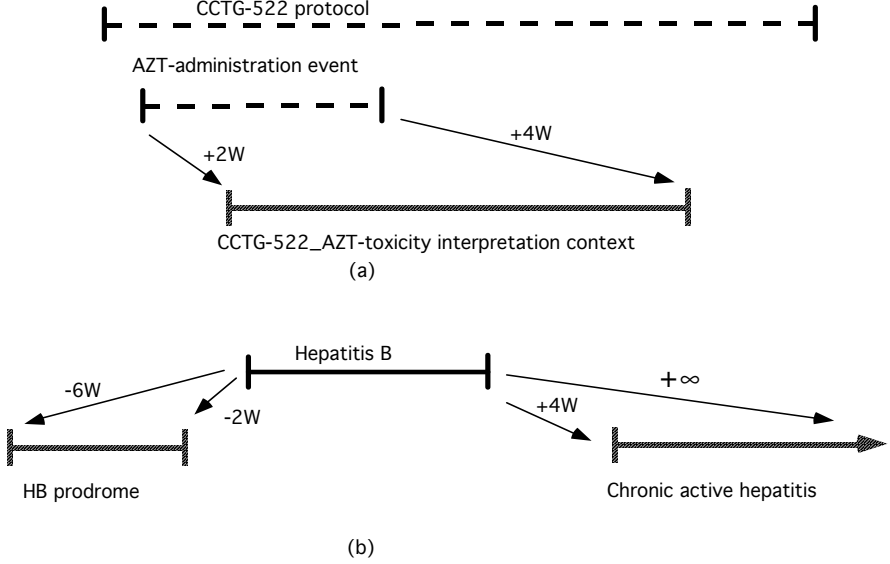 CCTG-522 protocol
AZT-administration event
+2W
+4W
CCTG-522_AZT-toxicity interpretation context
(a)
Hepatitis B
-6W
-2W
+4W
+∞
HB prodrome
Chronic active hepatitis
(b)